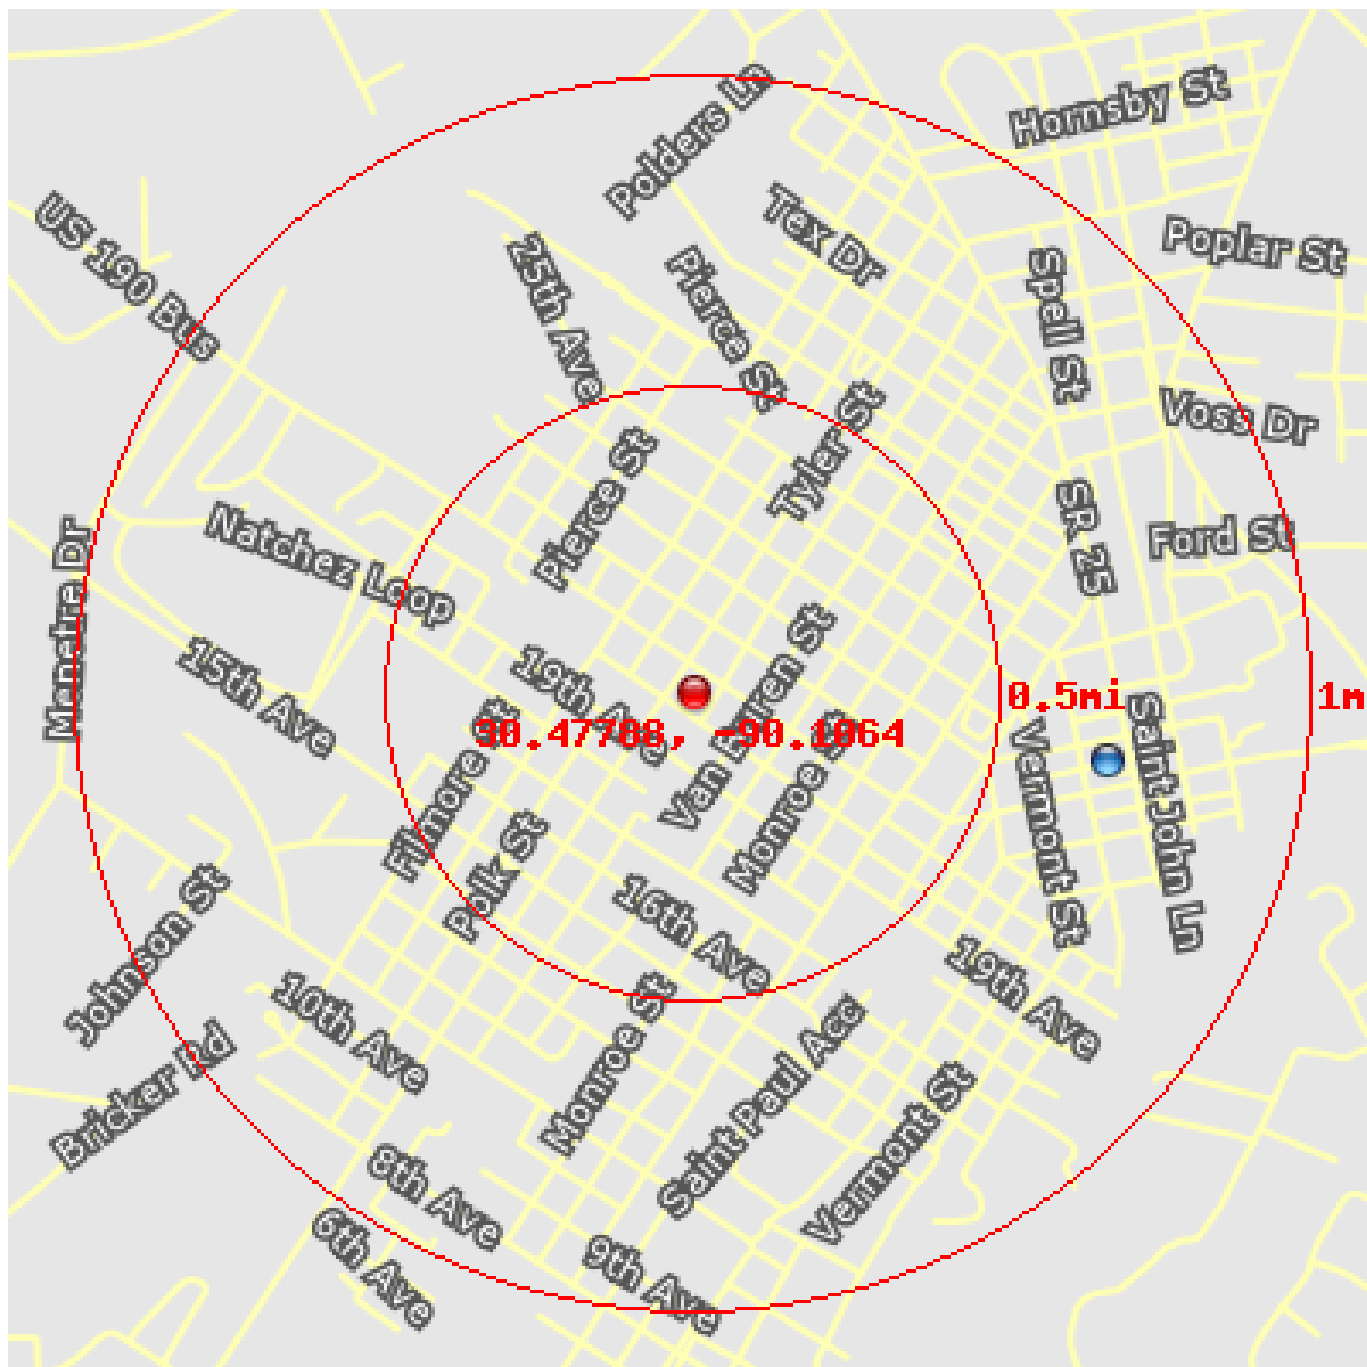 Polders Ln
Hornsby St
US 190 Bus
Tex Dr
Poplar St
25th Ave
Pierce St
Spell St
Tyler St
Voss Dr
Pierce St
SR 25
Ford St
Natchez Loop
Menetre Dr
15th Ave
19th Ave
Van Buren St
0.5mi
1m
30.47788, -90.1064
Filmore St
Monroe St
Vermont St
Saint John Ln
Polk St
16th Ave
Johnson St
19th Ave
10th Ave
Monroe St
Saint Paul Acc
Bricker Rd
Vermont St
8th Ave
6th Ave
9th Ave